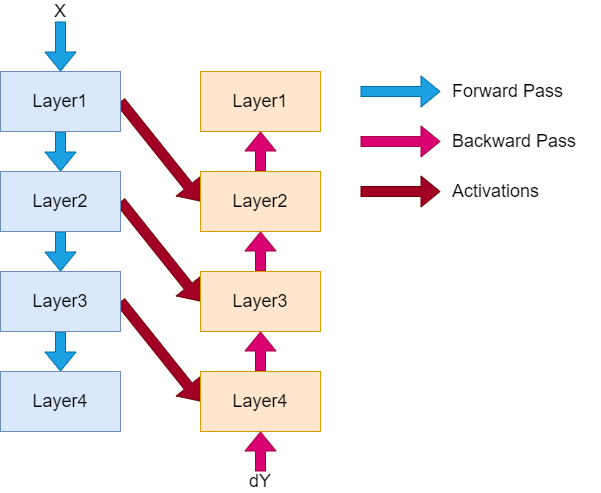 X
Layer1
Layer2
Layer3
Layer4
Layer1
Layer2
Layer3
Layer4
dY
Forward Pass
Backward Pass
Activations